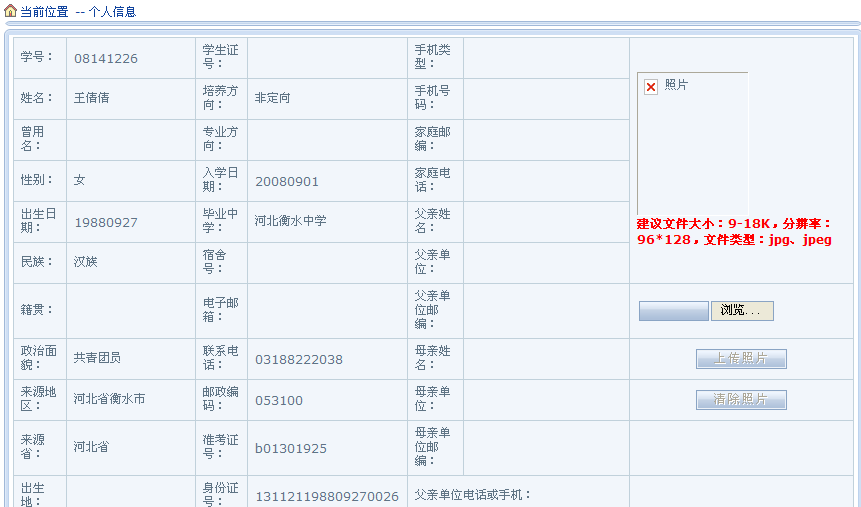 当前位置 -- 个人信息
学号： 08141226 学生证号： 手机类型： 照片
姓名： 王倩倩 培养方向： 非定向 手机号码：
曾用名： 专业方向： 家庭邮编：
性别： 女 入学日期： 20080901 家庭电话：
出生日期： 19880927 毕业中学： 河北衡水中学 父亲姓名：
建议文件大小：9-18K，分辨率：
96*128，文件类型：jpg、jpeg
民族： 汉族 宿舍号： 父亲单位：
籍贯： 电子邮箱： 父亲单位邮编： 浏览...
政治面貌： 共青团员 联系电话： 03188222038 母亲姓名： 上传照片
来源地区： 河北省衡水市 邮政编码： 053100 母亲单位： 清除照片
来源省： 河北省 准考证号： b01301925 母亲单位邮编：
出生地： 身份证号： 131121198809270026 父亲单位电话或手机：